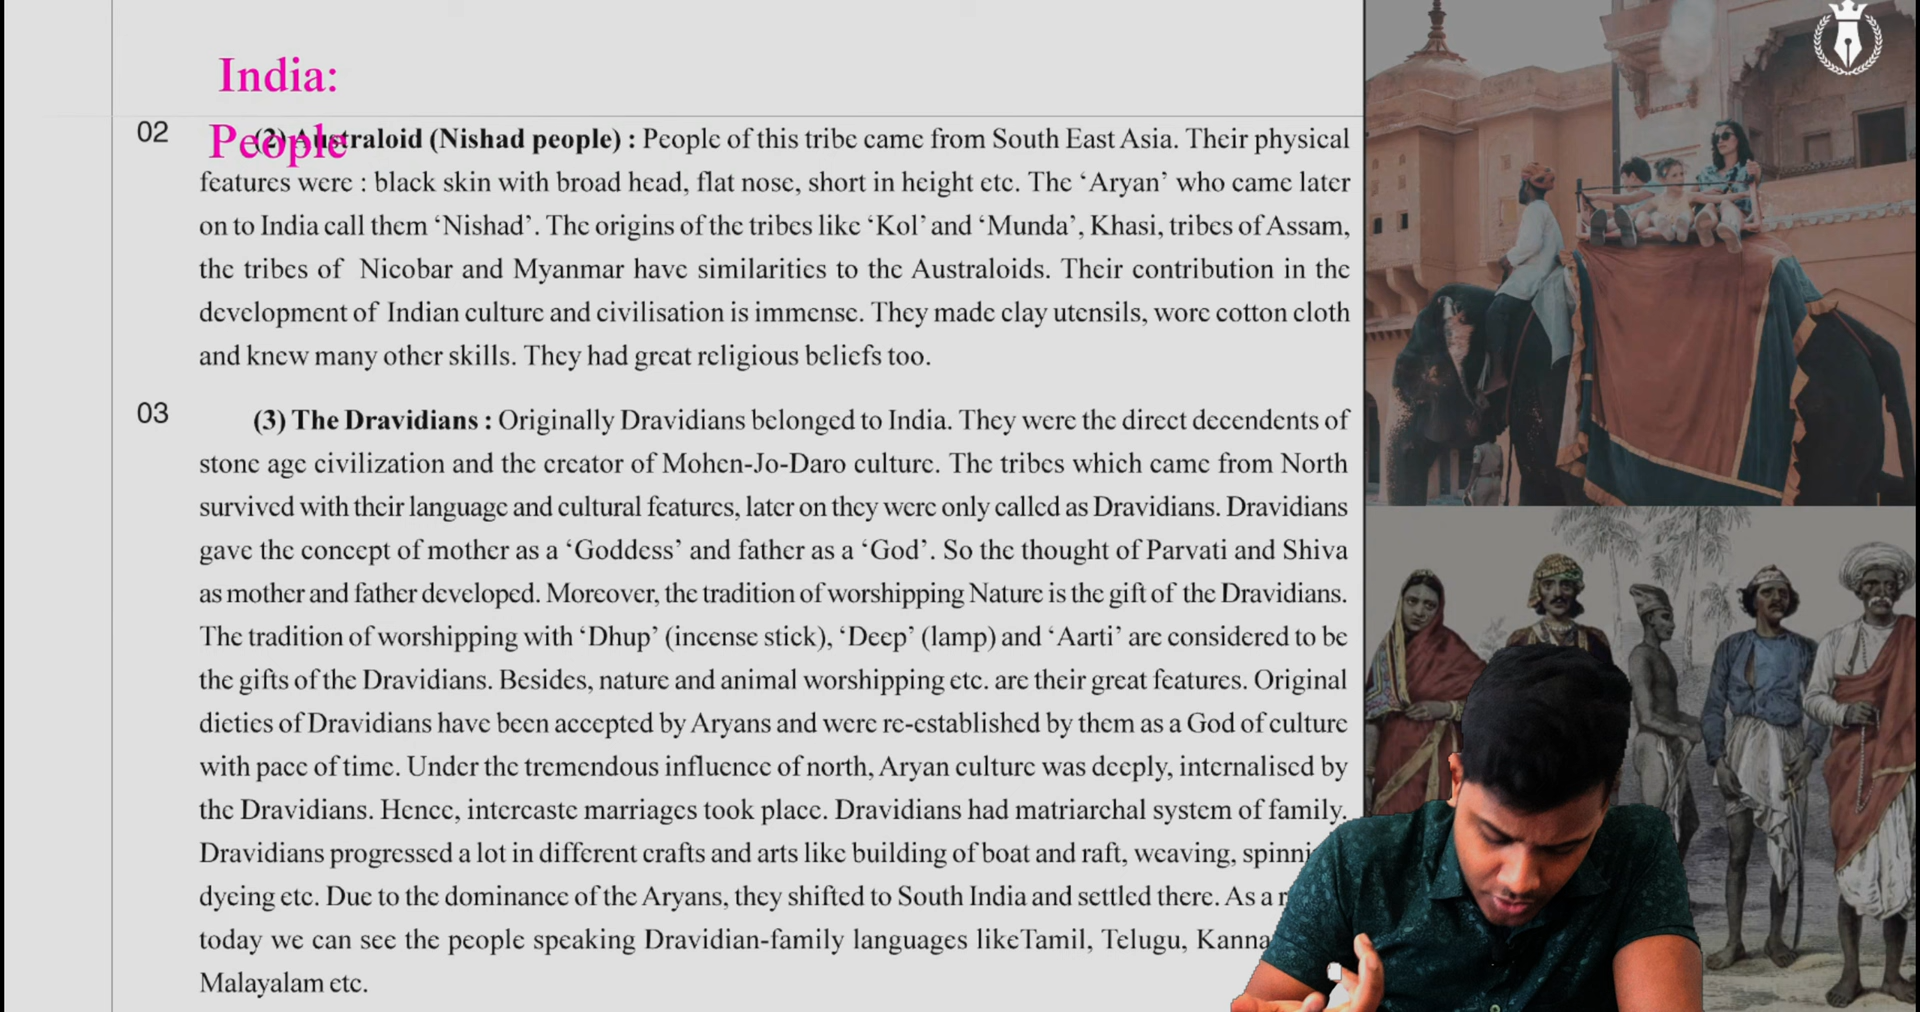 India:
People
02
(2) Australoid (Nishad people) : People of this tribe came from South East Asia. Their physical
features were : black skin with broad head, flat nose, short in height etc. The ‘Aryan’ who came later
on to India call them ‘Nishad’. The origins of the tribes like ‘Kol’ and ‘Munda’, Khasi, tribes of Assam,
the tribes of Nicobar and Myanmar have similarities to the Australoids. Their contribution in the
development of Indian culture and civilisation is immense. They made clay utensils, wore cotton cloth
and knew many other skills. They had great religious beliefs too.
03
(3) The Dravidians : Originally Dravidians belonged to India. They were the direct decendents of
stone age civilization and the creator of Mohen-Jo-Daro culture. The tribes which came from North
survived with their language and cultural features, later on they were only called as Dravidians. Dravidians
gave the concept of mother as a ‘Goddess’ and father as a ‘God’. So the thought of Parvati and Shiva
as mother and father developed. Moreover, the tradition of worshipping Nature is the gift of the Dravidians.
The tradition of worshipping with ‘Dhup’ (incense stick), ‘Deep’ (lamp) and ‘Aarti’ are considered to be
the gifts of the Dravidians. Besides, nature and animal worshipping etc. are their great features. Original
dieties of Dravidians have been accepted by Aryans and were re-established by them as a God of culture
with pace of time. Under the tremendous influence of north, Aryan culture was deeply, internalised by
the Dravidians. Hence, intercaste marriages took place. Dravidians had matriarchal system of family.
Dravidians progressed a lot in different crafts and arts like building of boat and raft, weaving,
dyeing etc. Due to the dominance of the Aryans, they shifted to South India and settled there. As a
today we can see the people speaking Dravidian-family languages likeTamil, Telugu,
Malayalam etc.